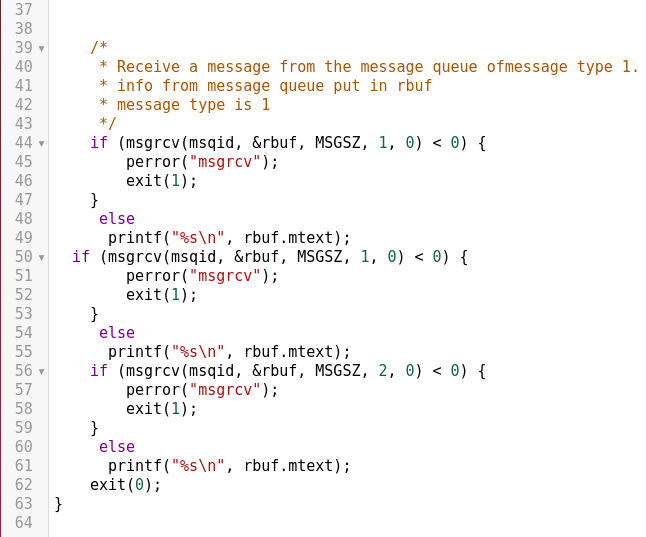 37
38
39 /*
40 * Receive a message from the message queue ofmessage type 1.
41 * info from message queue put in rbuf
42 * message type is 1
43 */
44 if (msgrcv(msqid, &rbuf, MSGSZ, 1, 0) < 0) {
45 perror("msgrcv");
46 exit(1);
47 }
48 else
49 printf("%s\n", rbuf.mtext);
50 if (msgrcv(msqid, &rbuf, MSGSZ, 1, 0) < 0) {
51 perror("msgrcv");
52 exit(1);
53 }
54 else
55 printf("%s\n", rbuf.mtext);
56 if (msgrcv(msqid, &rbuf, MSGSZ, 2, 0) < 0) {
57 perror("msgrcv");
58 exit(1);
59 }
60 else
61 printf("%s\n", rbuf.mtext);
62 exit(0);
63 }
64